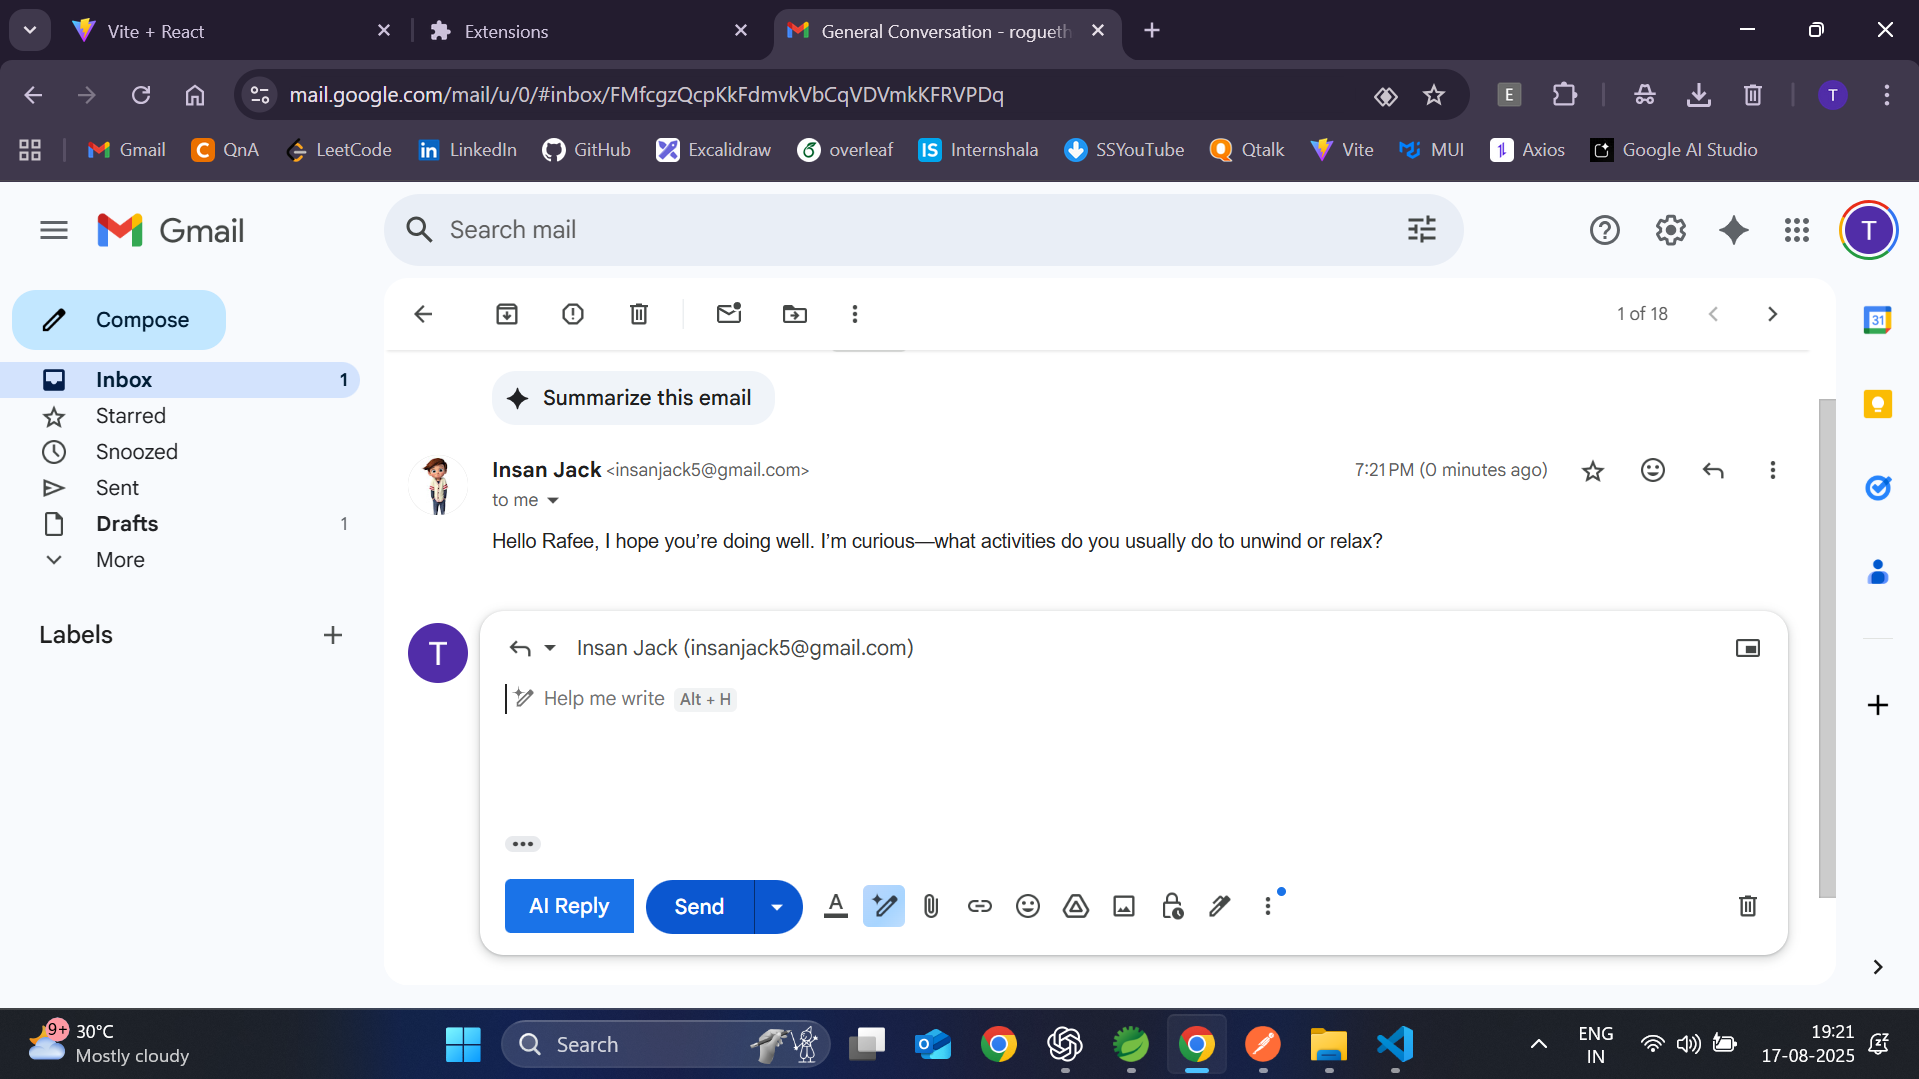 Vite + React
Extensions
General Conversation - rogueth
mail.google.com/mail/u/0/#inbox/FMfcgzQcpKkFdmvkVbCqVDVmkKFRVPDq
E
T
Gmail
C QnA
LeetCode
in LinkedIn
GitHub
Excalidraw
overleaf
IS Internshala
SSYouTube
Qtalk
Vite
MUI
Axios
Google AI Studio
Gmail
Search mail
T
Compose
Inbox 1
Starred
Snoozed
Sent
Drafts 1
More
Labels
1 of 18
31
Summarize this email
Insan Jack <insanjack5@gmail.com>
7:21 PM (0 minutes ago)
to me
Hello Rafee, I hope you’re doing well. I’m curious—what activities do you usually do to unwind or relax?
T
Insan Jack (insanjack5@gmail.com)
Help me write Alt + H
AI Reply
Send
A
9+
30°C
Mostly cloudy
Search
ENG
IN
19:21
17-08-2025